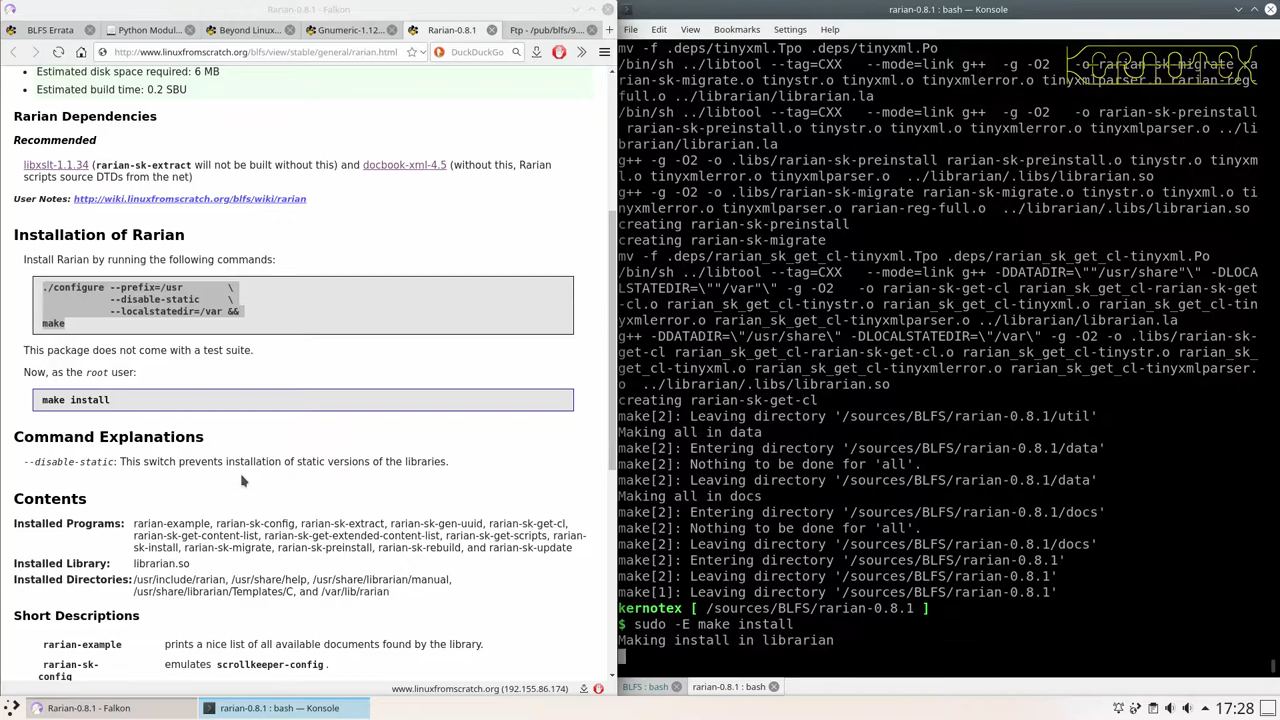 Rarian-0.8.1 - Falkon
BLFS Errata
Python Modul...
Beyond Linux...
Gnumeric-1.12...
Rarian-0.8.1
Ftp - /pub/blfs/9....
http://www.linuxfromscratch.org/blfs/view/stable/general/rarian.html
DuckDuckGo
Estimated disk space required: 6 MB
Estimated build time: 0.2 SBU
Rarian Dependencies
Recommended
libxslt-1.1.34 (rarian-sk-extract will not be built without this) and docbook-xml-4.5 (without this, Rarian
scripts source DTDs from the net)
User Notes: http://wiki.linuxfromscratch.org/blfs/wiki/rarian
Installation of Rarian
Install Rarian by running the following commands:
./configure --prefix=/usr \
--disable-static \
--localstatedir=/var &&
make
This package does not come with a test suite.
Now, as the root user:
make install
Command Explanations
--disable-static: This switch prevents installation of static versions of the libraries.
Contents
Installed Programs: rarian-example, rarian-sk-config, rarian-sk-extract, rarian-sk-gen-uuid, rarian-sk-get-cl,
rarian-sk-get-content-list, rarian-sk-get-extended-content-list, rarian-sk-get-scripts, rarian-
sk-install, rarian-sk-migrate, rarian-sk-preinstall, rarian-sk-rebuild, and rarian-sk-update
Installed Library: librarian.so
Installed Directories: /usr/include/rarian, /usr/share/help, /usr/share/librarian/manual,
/usr/share/librarian/Templates/C, and /var/lib/rarian
Short Descriptions
rarian-example prints a nice list of all available documents found by the library.
rarian-sk- emulates scrollkeeper-config.
config
www.linuxfromscratch.org (192.155.86.174)
rarian-0.8.1 : bash — Konsole
File Edit View Bookmarks Settings Help
mv -f .deps/tinyxml.Tpo .deps/tinyxml.Po
/bin/sh ../libtool --tag=CXX --mode=link g++ -g -O2 -o rarian-sk-migrate ra
rian-sk-migrate.o tinystr.o tinyxml.o tinyxmlerror.o tinyxmlparser.o rarian-reg-
full.o ../librarian/librarian.la
/bin/sh ../libtool --tag=CXX --mode=link g++ -g -O2 -o rarian-sk-preinstall
rarian-sk-preinstall.o tinystr.o tinyxml.o tinyxmlerror.o tinyxmlparser.o ../li
brarian/librarian.la
g++ -g -O2 -o .libs/rarian-sk-preinstall rarian-sk-preinstall.o tinystr.o tinyxm
l.o tinyxmlerror.o tinyxmlparser.o ../librarian/.libs/librarian.so
g++ -g -O2 -o .libs/rarian-sk-migrate rarian-sk-migrate.o tinystr.o tinyxml.o ti
nyxmlerror.o tinyxmlparser.o rarian-reg-full.o ../librarian/.libs/librarian.so
creating rarian-sk-preinstall
creating rarian-sk-migrate
mv -f .deps/rarian_sk_get_cl-tinyxml.Tpo .deps/rarian_sk_get_cl-tinyxml.Po
/bin/sh ../libtool --tag=CXX --mode=link g++ -DDATADIR=\""/usr/share"\" -DLOCA
LSTATEDIR=\""/var"\" -g -O2 -o rarian-sk-get-cl rarian_sk_get_cl-rarian-sk-get
-cl.o rarian_sk_get_cl-tinystr.o rarian_sk_get_cl-tinyxml.o rarian_sk_get_cl-tin
yxmlerror.o rarian_sk_get_cl-tinyxmlparser.o ../librarian/librarian.la
g++ -DDATADIR=\"/usr/share\" -DLOCALSTATEDIR=\"/var\" -g -O2 -o .libs/rarian-sk-
get-cl rarian_sk_get_cl-rarian-sk-get-cl.o rarian_sk_get_cl-tinystr.o rarian_sk_
get_cl-tinyxml.o rarian_sk_get_cl-tinyxmlerror.o rarian_sk_get_cl-tinyxmlparser.
o ../librarian/.libs/librarian.so
creating rarian-sk-get-cl
make[2]: Leaving directory '/sources/BLFS/rarian-0.8.1/util'
Making all in data
make[2]: Entering directory '/sources/BLFS/rarian-0.8.1/data'
make[2]: Nothing to be done for 'all'.
make[2]: Leaving directory '/sources/BLFS/rarian-0.8.1/data'
Making all in docs
make[2]: Entering directory '/sources/BLFS/rarian-0.8.1/docs'
make[2]: Nothing to be done for 'all'.
make[2]: Leaving directory '/sources/BLFS/rarian-0.8.1/docs'
make[2]: Entering directory '/sources/BLFS/rarian-0.8.1'
make[2]: Leaving directory '/sources/BLFS/rarian-0.8.1'
make[1]: Leaving directory '/sources/BLFS/rarian-0.8.1'
kernotex [ /sources/BLFS/rarian-0.8.1 ]
$ sudo -E make install
Making install in librarian
BLFS : bash
rarian-0.8.1 : bash
Rarian-0.8.1 - Falkon
rarian-0.8.1 : bash — Konsole
17:28
kernotex